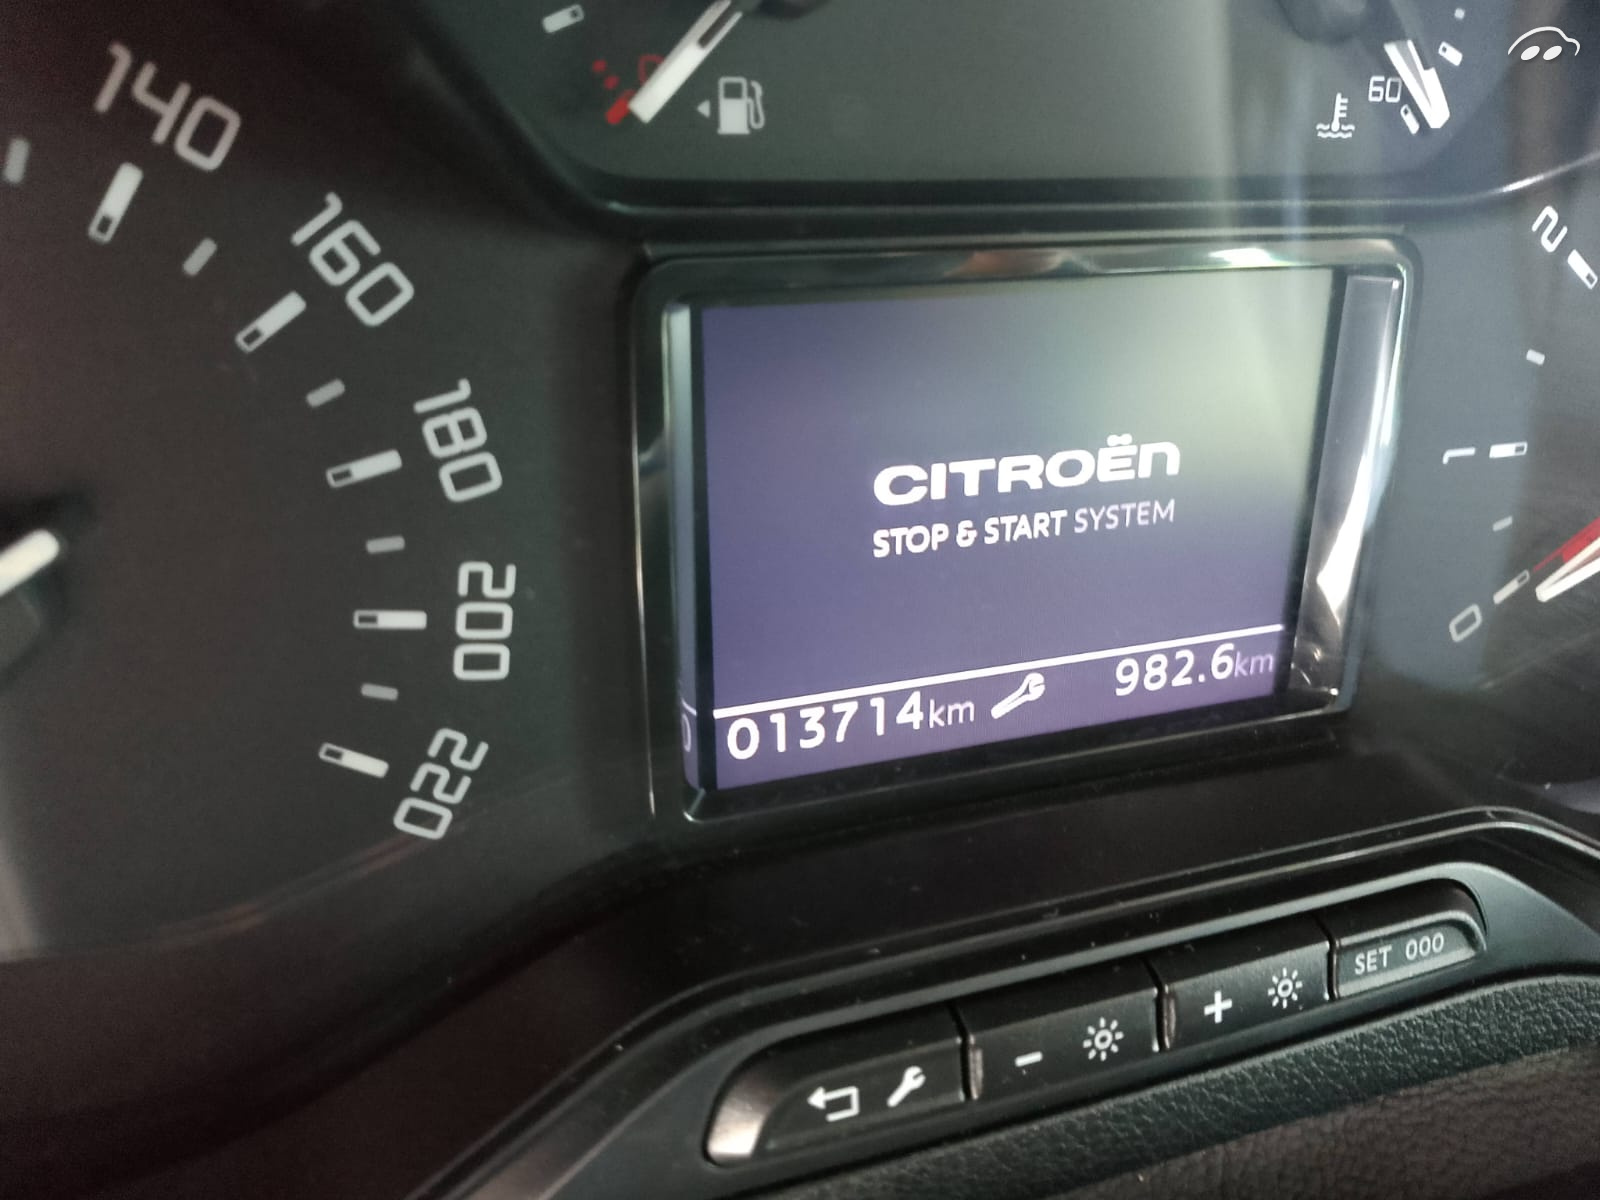 140
160
180
200
220
60
2
1
0
CITROËN
STOP & START SYSTEM
013714km 982.6km
SET 000